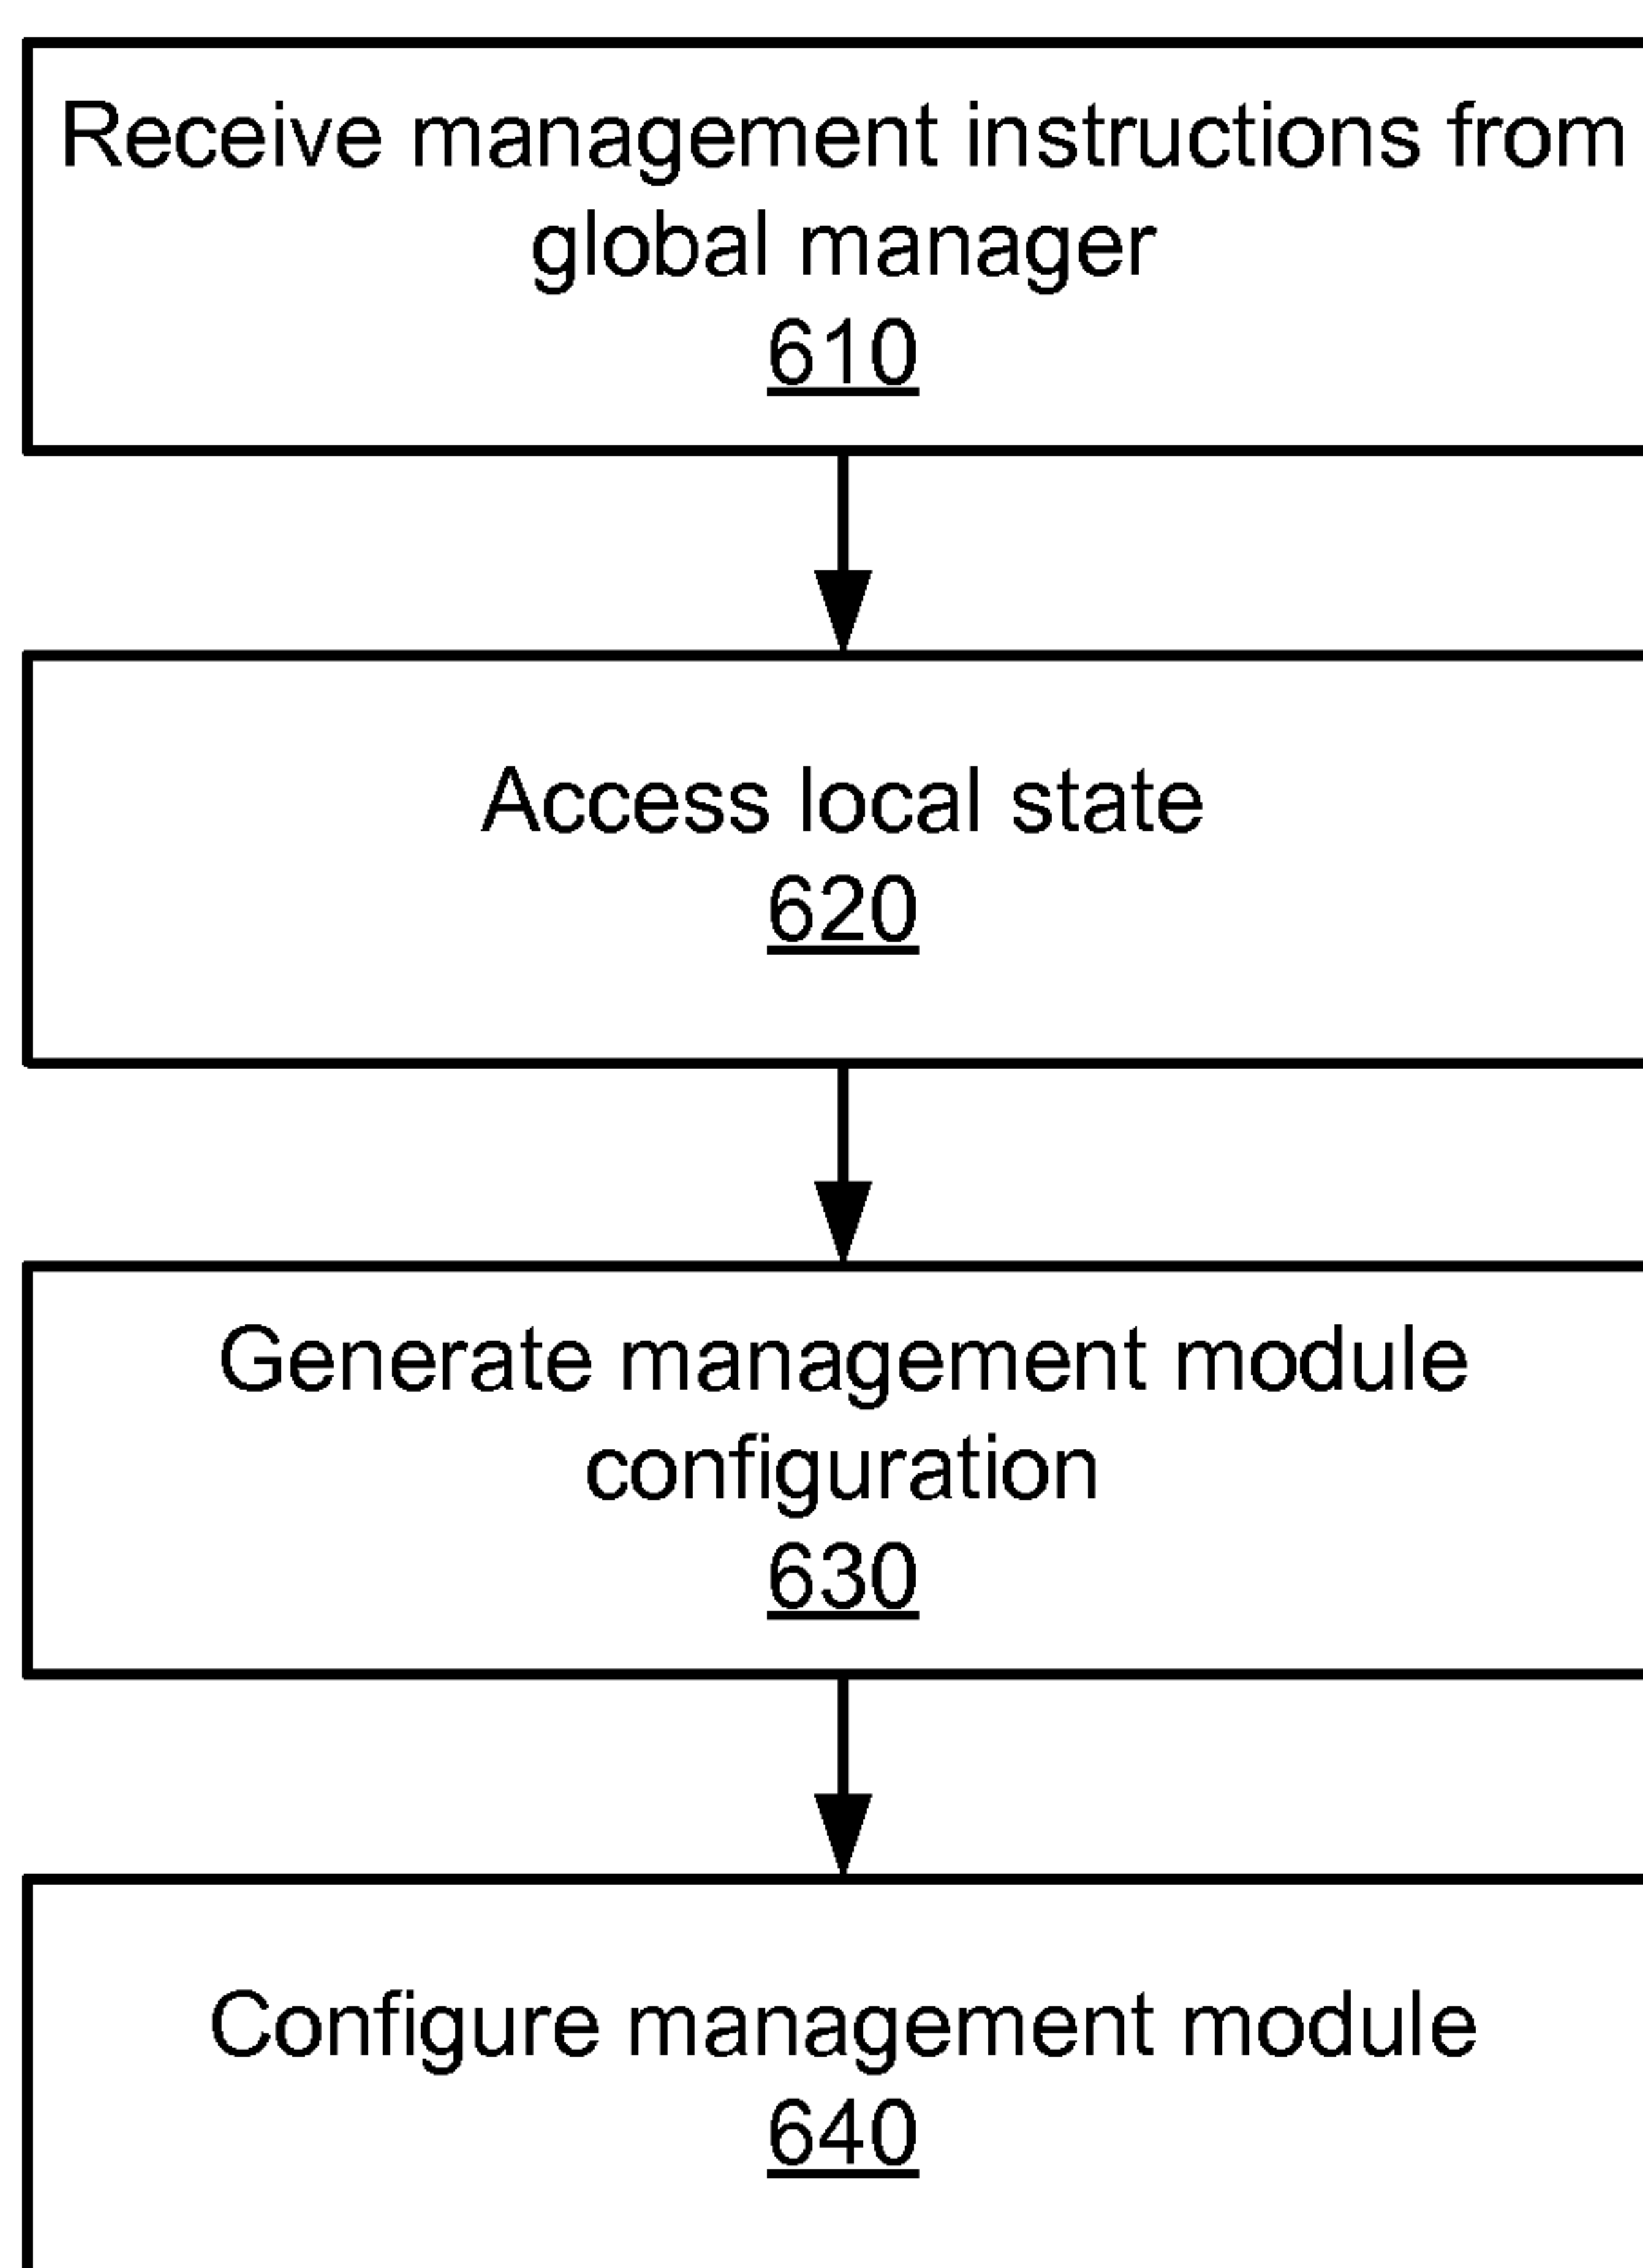 Receive management instructions from
global manager
610
Access local state
620
Generate management module
configuration
630
Configure management module
640